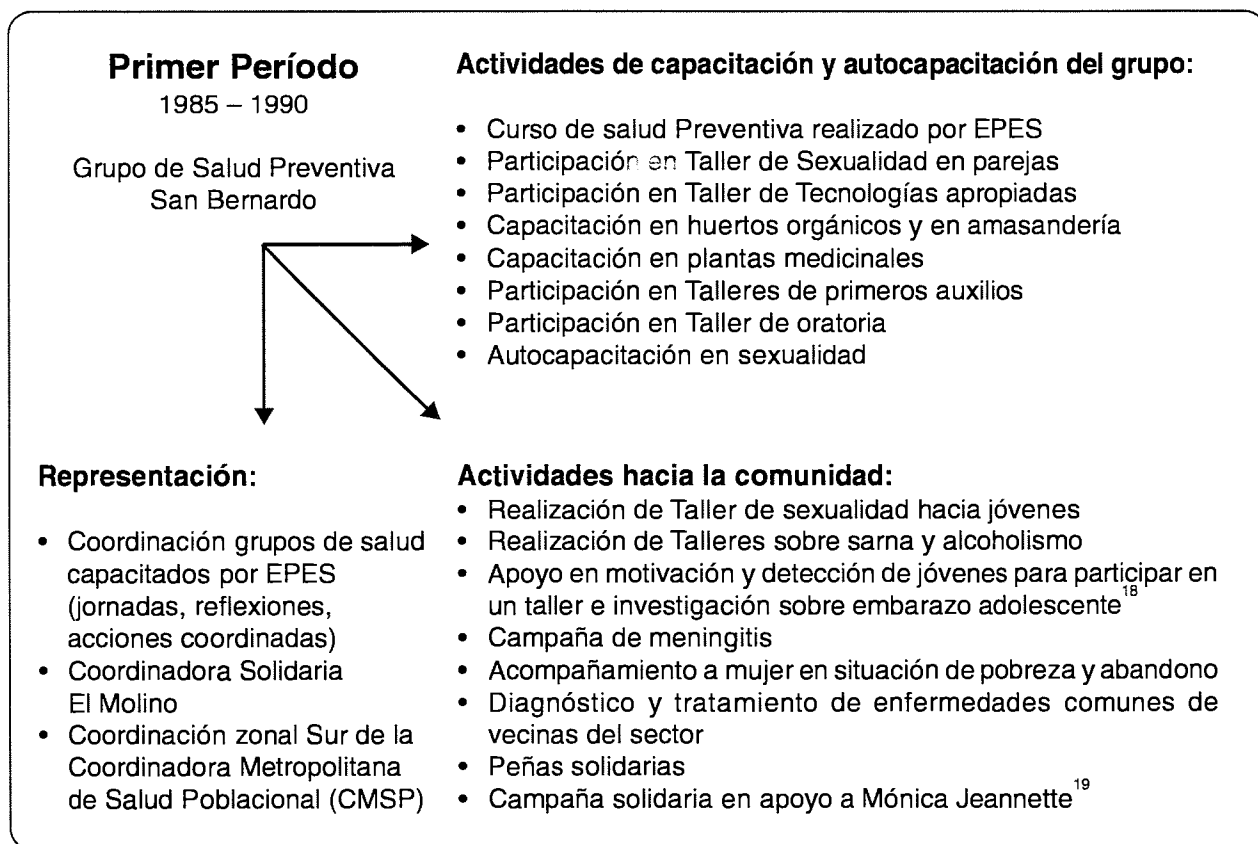 Primer Período
1985 – 1990
Grupo de Salud Preventiva
San Bernardo
Actividades de capacitación y autocapacitación del grupo:
• Curso de salud Preventiva realizado por EPES
• Participación en Taller de Sexualidad en parejas
• Participación en Taller de Tecnologías apropiadas
• Capacitación en huertos orgánicos y en amasandería
• Capacitación en plantas medicinales
• Participación en Talleres de primeros auxilios
• Participación en Taller de oratoria
• Autocapacitación en sexualidad
Representación:
• Coordinación grupos de salud
capacitados por EPES
(jornadas, reflexiones,
acciones coordinadas)
• Coordinadora Solidaria
El Molino
• Coordinación zonal Sur de la
Coordinadora Metropolitana
de Salud Poblacional (CMSP)
Actividades hacia la comunidad:
• Realización de Taller de sexualidad hacia jóvenes
• Realización de Talleres sobre sarna y alcoholismo
• Apoyo en motivación y detección de jóvenes para participar en
un taller e investigación sobre embarazo adolescente18
• Campaña de meningitis
• Acompañamiento a mujer en situación de pobreza y abandono
• Diagnóstico y tratamiento de enfermedades comunes de
vecinas del sector
• Peñas solidarias
• Campaña solidaria en apoyo a Mónica Jeannette19